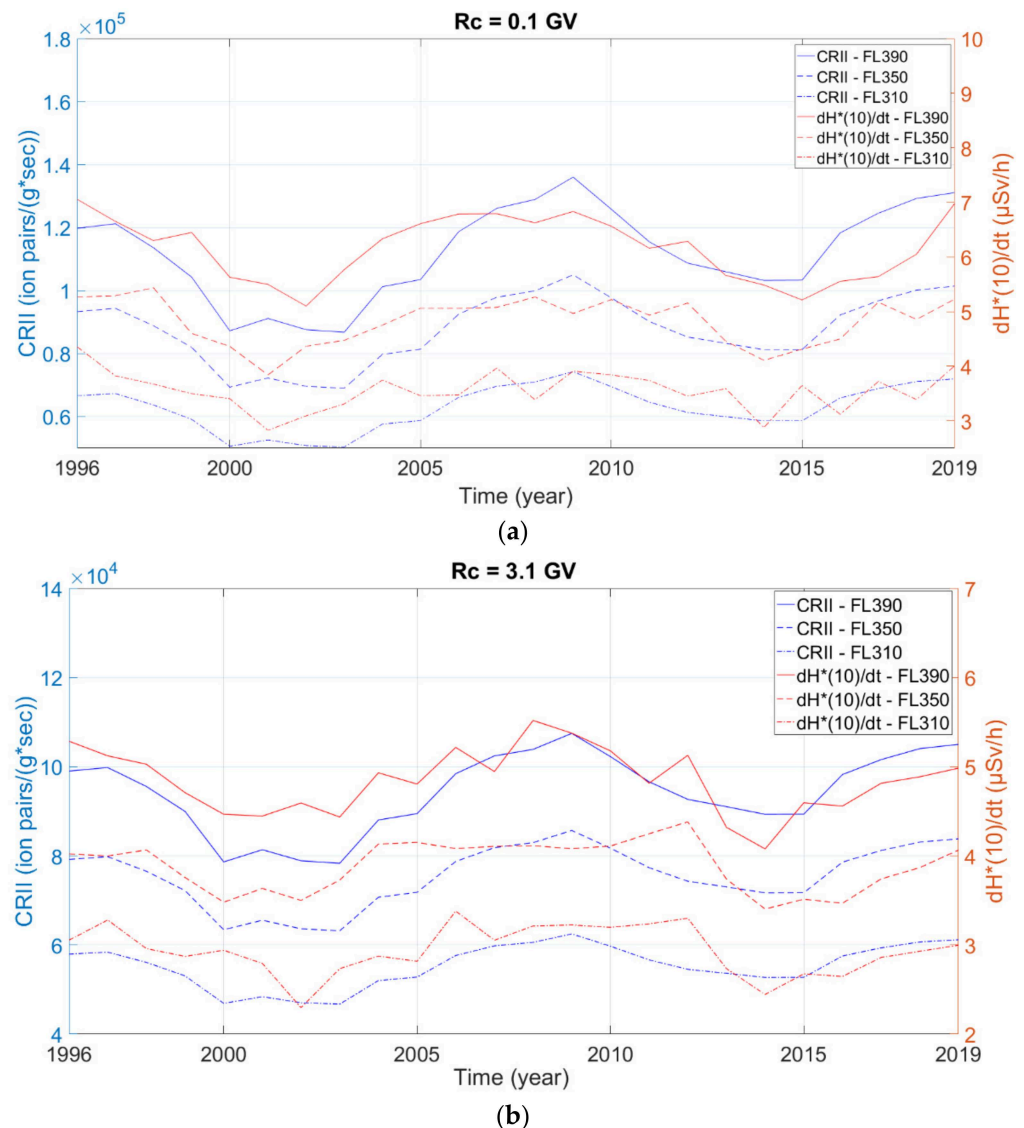 Rc = 0.1 GV
×10⁵
CRII (ion pairs/(g*sec))
1.8
1.6
1.4
1.2
1
0.8
0.6
CRII - FL390
CRII - FL350
CRII - FL310
dH*(10)/dt - FL390
dH*(10)/dt - FL350
dH*(10)/dt - FL310
10
9
8
7
6
5
4
3
dH*(10)/dt (µSv/h)
1996 2000 2005 2010 2015 2019
Time (year)
(a)
Rc = 3.1 GV
×10⁴
CRII (ion pairs/(g*sec))
14
12
10
8
6
4
CRII - FL390
CRII - FL350
CRII - FL310
dH*(10)/dt - FL390
dH*(10)/dt - FL350
dH*(10)/dt - FL310
7
6
5
4
3
2
dH*(10)/dt (µSv/h)
1996 2000 2005 2010 2015 2019
Time (year)
(b)